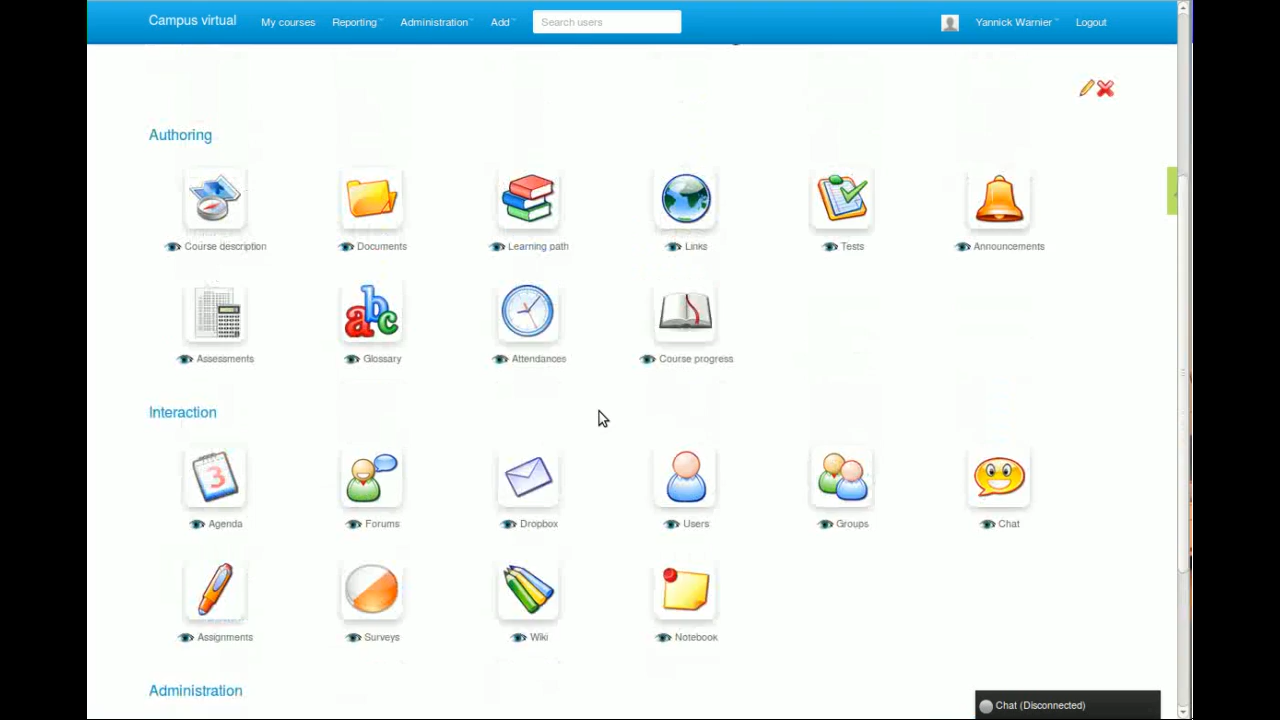 Campus virtual My courses Reporting Administration Add Search users Yannick Warnier Logout
Authoring
Course description Documents Learning path Links Tests Announcements
abc
Assessments Glossary Attendances Course progress
Interaction
3
Agenda Forums Dropbox Users Groups Chat
Assignments Surveys Wiki Notebook
Administration
Chat (Disconnected)